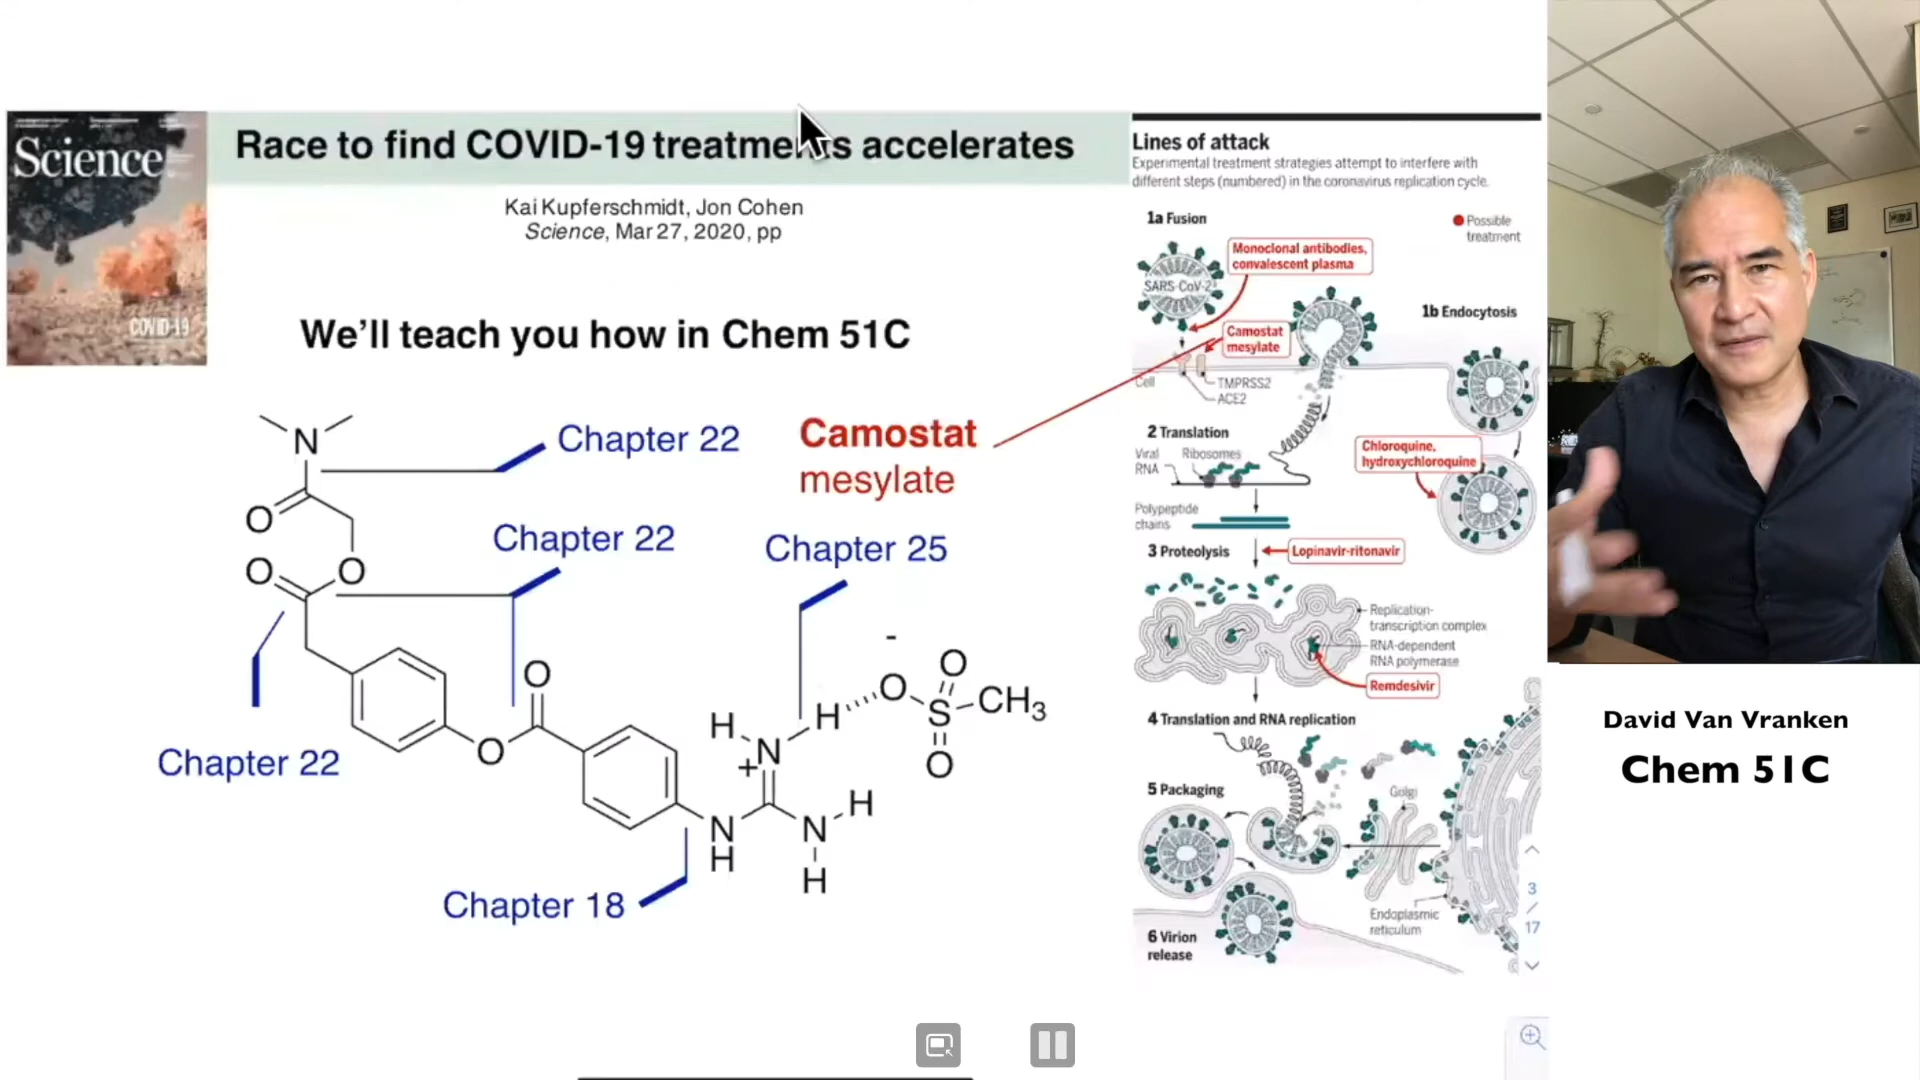 Science
COVID-19
Race to find COVID-19 treatments accelerates
Kai Kupferschmidt, Jon Cohen
Science, Mar 27, 2020, pp
We'll teach you how in Chem 51C
Chapter 22
Camostat
mesylate
Chapter 22
Chapter 25
Chapter 22
Chapter 18
N
O
O
O
O
O
H
N
+
H
-
O
O
S
CH3
O
N
H
N
H
H
Lines of attack
Experimental treatment strategies attempt to interfere with
different steps (numbered) in the coronavirus replication cycle.
1a Fusion
Possible
treatment
Monoclonal antibodies,
convalescent plasma
SARS-CoV-2
1b Endocytosis
Camostat
mesylate
Cell
TMPRSS2
ACE2
2 Translation
Viral
RNA
Ribosomes
Chloroquine,
hydroxychloroquine
Polypeptide
chains
3 Proteolysis
Lopinavir-ritonavir
Replication-
transcription complex
RNA-dependent
RNA polymerase
Remdesivir
4 Translation and RNA replication
5 Packaging
Golgi
Endoplasmic
reticulum
6 Virion
release
3
/
17
David Van Vranken
Chem 51C